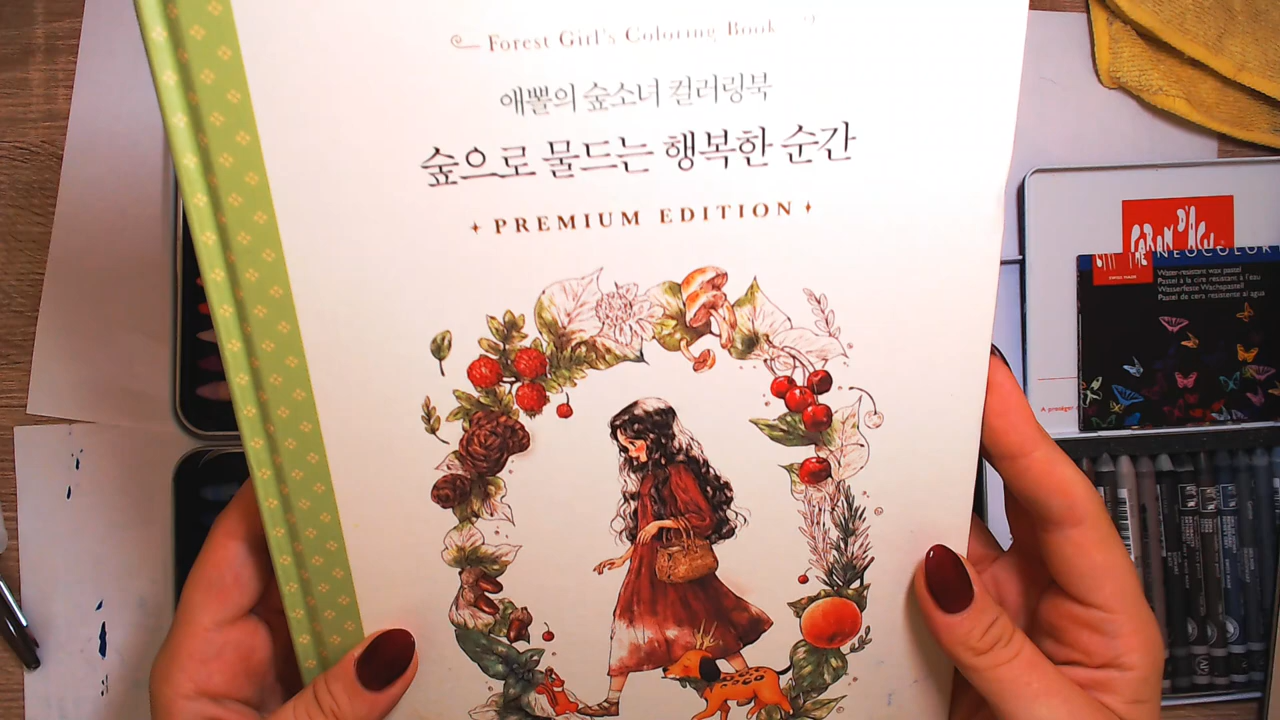 Forest Girl's Coloring Book
애뽈의 숲소녀 컬러링북
숲으로 물드는 행복한 순간
PREMIUM EDITION
CARAN D'ACHE
NEOCOLOR
Water-resistant wax pastel
Pastel à la cire résistant à l'eau
Wasserfeste Wachspastell
Pastel de cera resistente al agua
A protéger